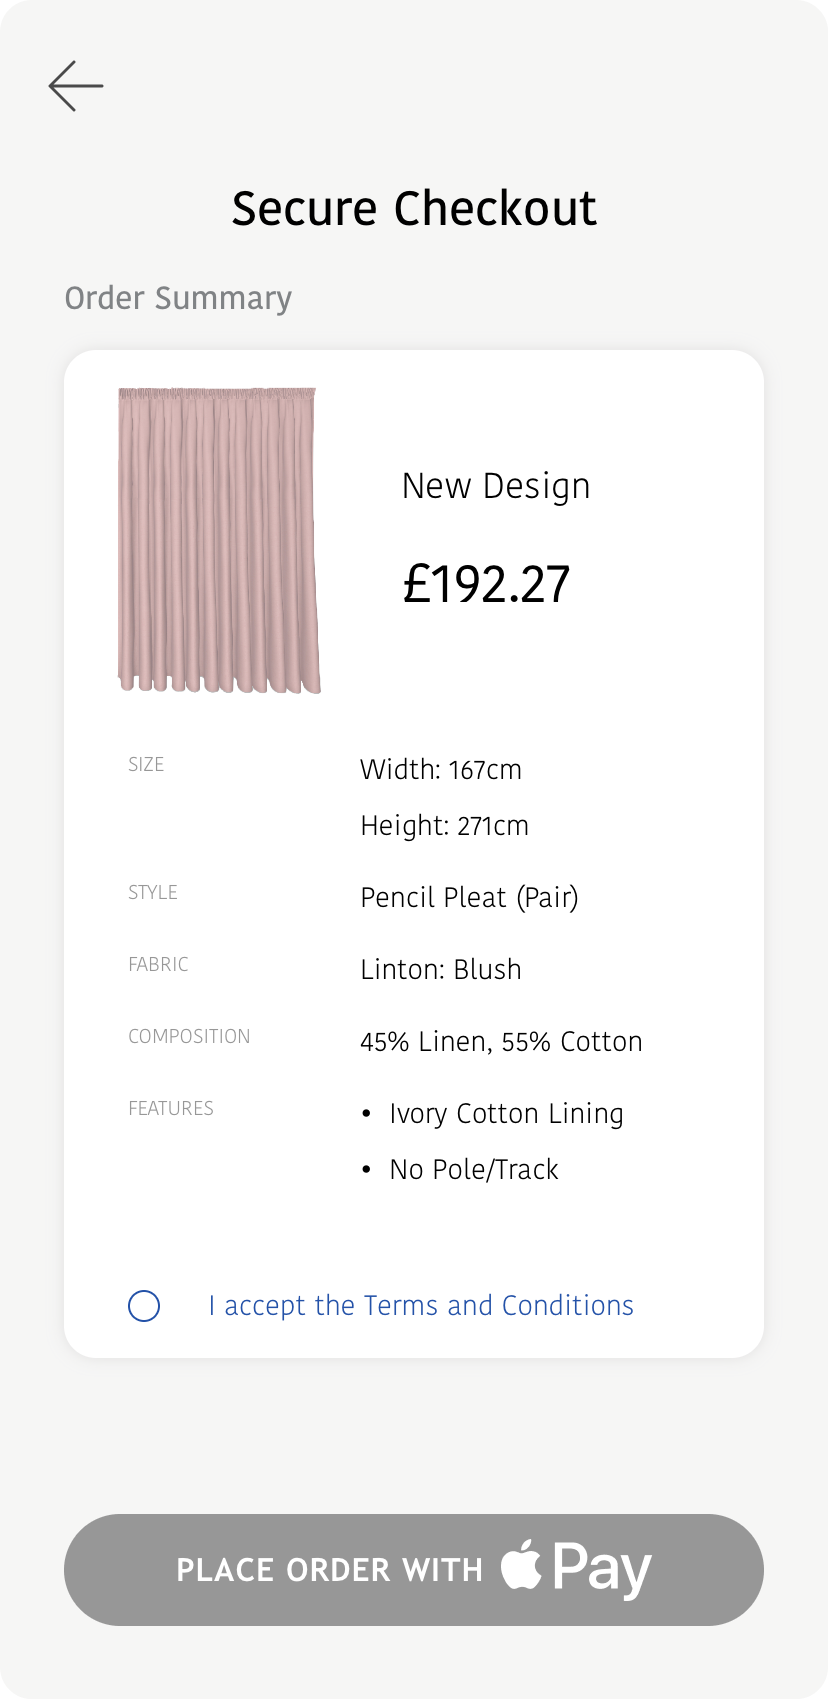 Secure Checkout
Order Summary
New Design
£192.27
SIZE
Width: 167cm
Height: 271cm
STYLE
Pencil Pleat (Pair)
FABRIC
Linton: Blush
COMPOSITION
45% Linen, 55% Cotton
FEATURES
• Ivory Cotton Lining
• No Pole/Track
I accept the Terms and Conditions
PLACE ORDER WITH Pay